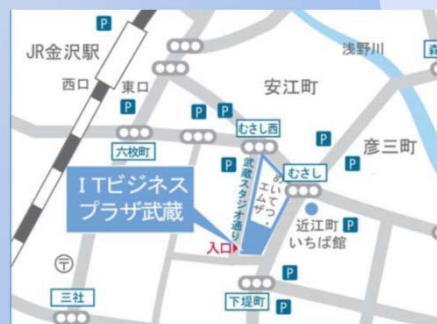 P
JR金沢駅
浅野川
森
西口
東口
安江町
P
P
P
むさし西
P
彦三町
六枚町
P
武蔵スタジオ通り
めいてつ・
エムザ
むさし
P
ITビジネス
プラザ武蔵
近江町
いちば館
P
入口
〒
P
三社
下堤町
P
P